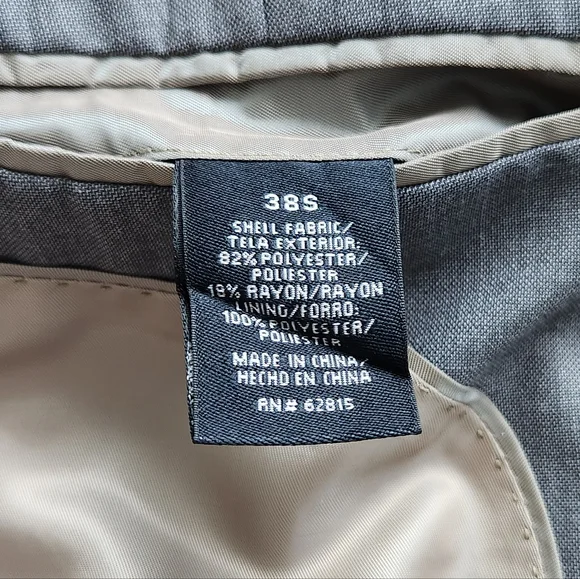 38S
SHELL FABRIC/
TELA EXTERIOR:
82% POLYESTER/
POLIESTER
19% RAYON/RAYON
LINING/FORRO:
100% POLYESTER/
POLIESTER
MADE IN CHINA/
HECHO EN CHINA
RN# 62815